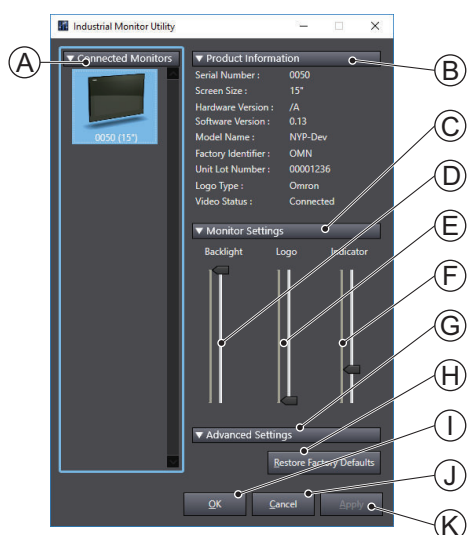 Industrial Monitor Utility
A
▼ Connected Monitors
0050 (15")
▼ Product Information
B
Serial Number : 0050
Screen Size : 15"
Hardware Version : /A
Software Version : 0.13
Model Name : NYP-Dev
Factory Identifier : OMN
Unit Lot Number : 00001236
Logo Type : Omron
Video Status : Connected
C
▼ Monitor Settings
D
Backlight Logo Indicator
E
F
G
▼ Advanced Settings
H
Restore Factory Defaults
I
OK Cancel Apply
J
K